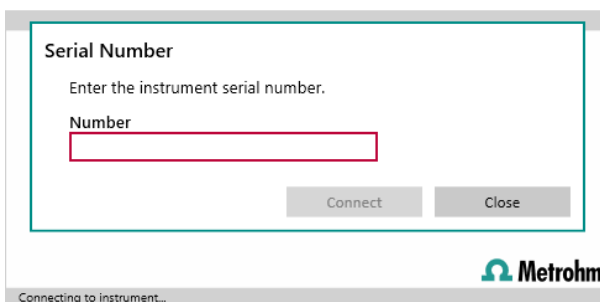 Serial Number
Enter the instrument serial number.
Number
Connect Close
Metrohm
Connecting to instrument...